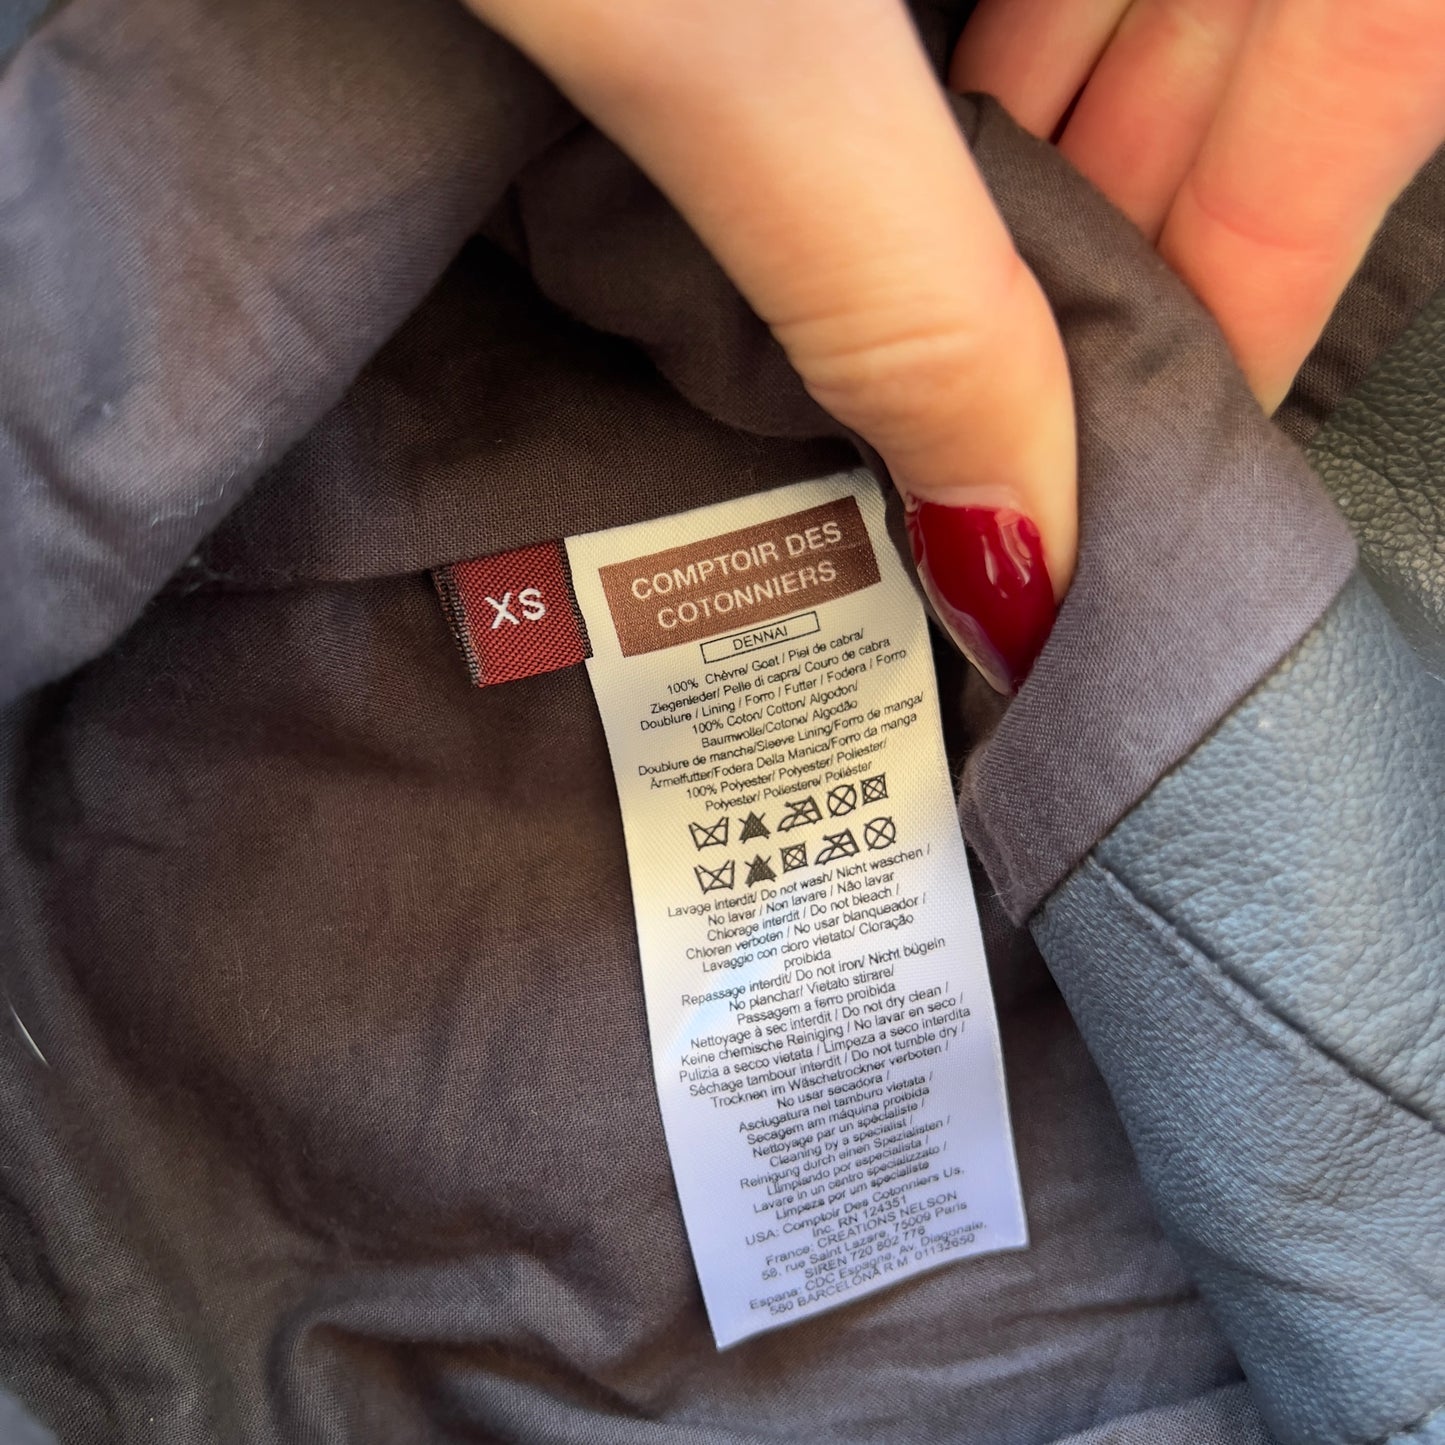 XS
COMPTOIR DES
COTONNIERS
DENNAI
100% Chèvre/ Goat / Piel de cabra/
Ziegenleder/ Pelle di capra/ Couro de cabra
Doublure / Lining / Forro / Futter / Fodera / Forro
100% Coton/ Cotton/ Algodon/
Baumwolle/Cotone/ Algodão
Doublure de manche/Sleeve Lining/Forro de manga/
Ärmelfutter/Fodera Della Manica/Forro da manga
100% Polyester/ Polyester/ Poliester/
Polyester/ Poliestere/ Poliéster
Lavage interdit/ Do not wash/ Nicht waschen /
No lavar / Non lavare / Não lavar
Chlorage interdit / Do not bleach /
Chloren verboten / No usar blanqueador /
Lavaggio con cloro vietato/ Cloração
proibida
Repassage interdit/ Do not iron/ Nicht bügeln
No planchar/ Vietato stirare/
Passagem a ferro proibida
Nettoyage à sec interdit / Do not dry clean /
Keine chemische Reiniging / No lavar en seco /
Pulizia a secco vietata / Limpeza a seco interdita
Séchage tambour interdit / Do not tumble dry /
Trocknen im Wäschetrockner verboten /
No usar secadora /
Asciugatura nel tamburo vietata /
Secagem am máquina proibida
Nettoyage par un spécialiste /
Cleaning by a specialist /
Reinigung durch einen Spezialisten /
Llimpiando por especialista /
Lavare in un centro specializzato /
Limpeza por um specialista
USA: Comptoir Des Cotonniers Us,
Inc. RN 124351
France: CREATIONS NELSON
58, rue Saint Lazare, 75009 Paris
SIREN 720 802 776
Espana: CDC Espagne, Av, Diagonale,
580 BARCELONA R M 01132650